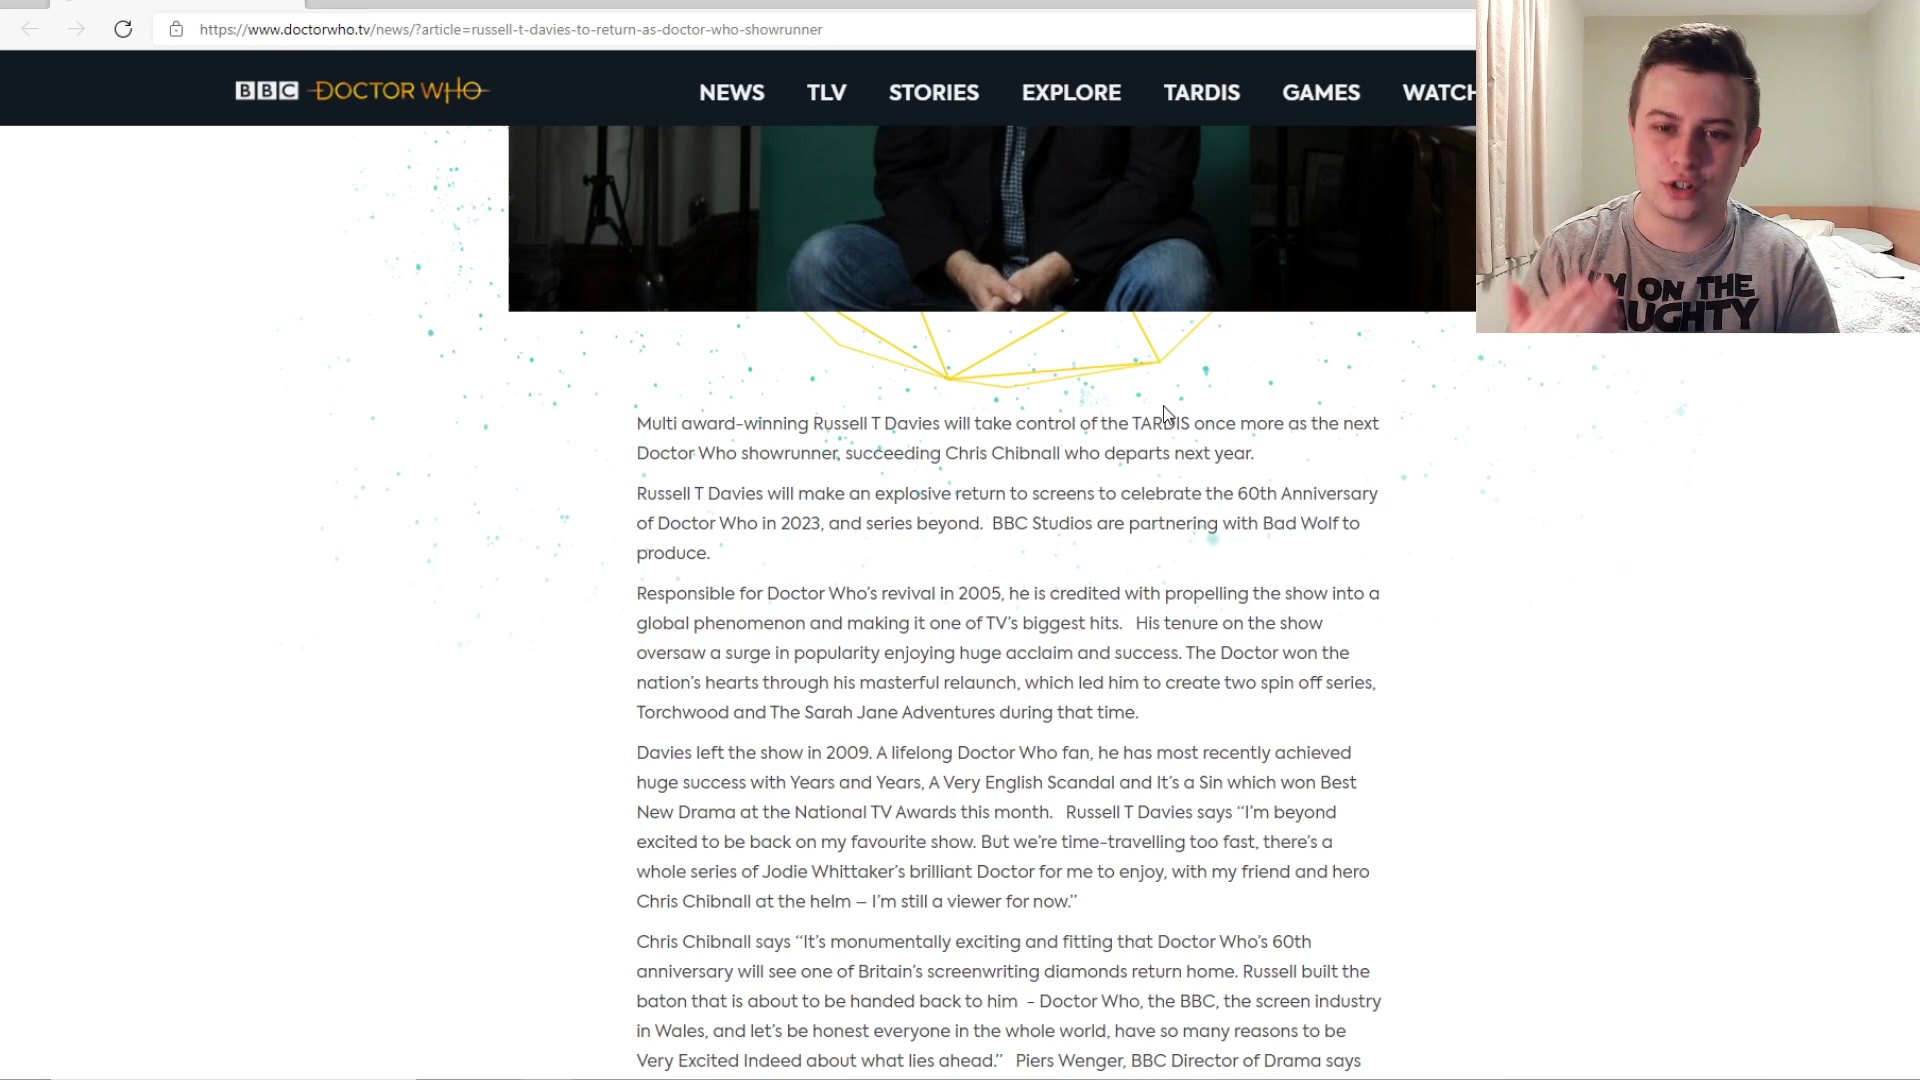 https://www.doctorwho.tv/news/?article=russell-t-davies-to-return-as-doctor-who-showrunner
BBC DOCTOR WHO
NEWS TLV STORIES EXPLORE TARDIS GAMES WATCH
ON THE
Multi award-winning Russell T Davies will take control of the TARDIS once more as the next
Doctor Who showrunner, succeeding Chris Chibnall who departs next year.
Russell T Davies will make an explosive return to screens to celebrate the 60th Anniversary
of Doctor Who in 2023, and series beyond. BBC Studios are partnering with Bad Wolf to
produce.
Responsible for Doctor Who's revival in 2005, he is credited with propelling the show into a
global phenomenon and making it one of TV's biggest hits. His tenure on the show
oversaw a surge in popularity enjoying huge acclaim and success. The Doctor won the
nation's hearts through his masterful relaunch, which led him to create two spin off series,
Torchwood and The Sarah Jane Adventures during that time.
Davies left the show in 2009. A lifelong Doctor Who fan, he has most recently achieved
huge success with Years and Years, A Very English Scandal and It's a Sin which won Best
New Drama at the National TV Awards this month. Russell T Davies says “I'm beyond
excited to be back on my favourite show. But we're time-travelling too fast, there's a
whole series of Jodie Whittaker's brilliant Doctor for me to enjoy, with my friend and hero
Chris Chibnall at the helm – I'm still a viewer for now.”
Chris Chibnall says “It's monumentally exciting and fitting that Doctor Who's 60th
anniversary will see one of Britain's screenwriting diamonds return home. Russell built the
baton that is about to be handed back to him - Doctor Who, the BBC, the screen industry
in Wales, and let's be honest everyone in the whole world, have so many reasons to be
Very Excited Indeed about what lies ahead.” Piers Wenger, BBC Director of Drama says